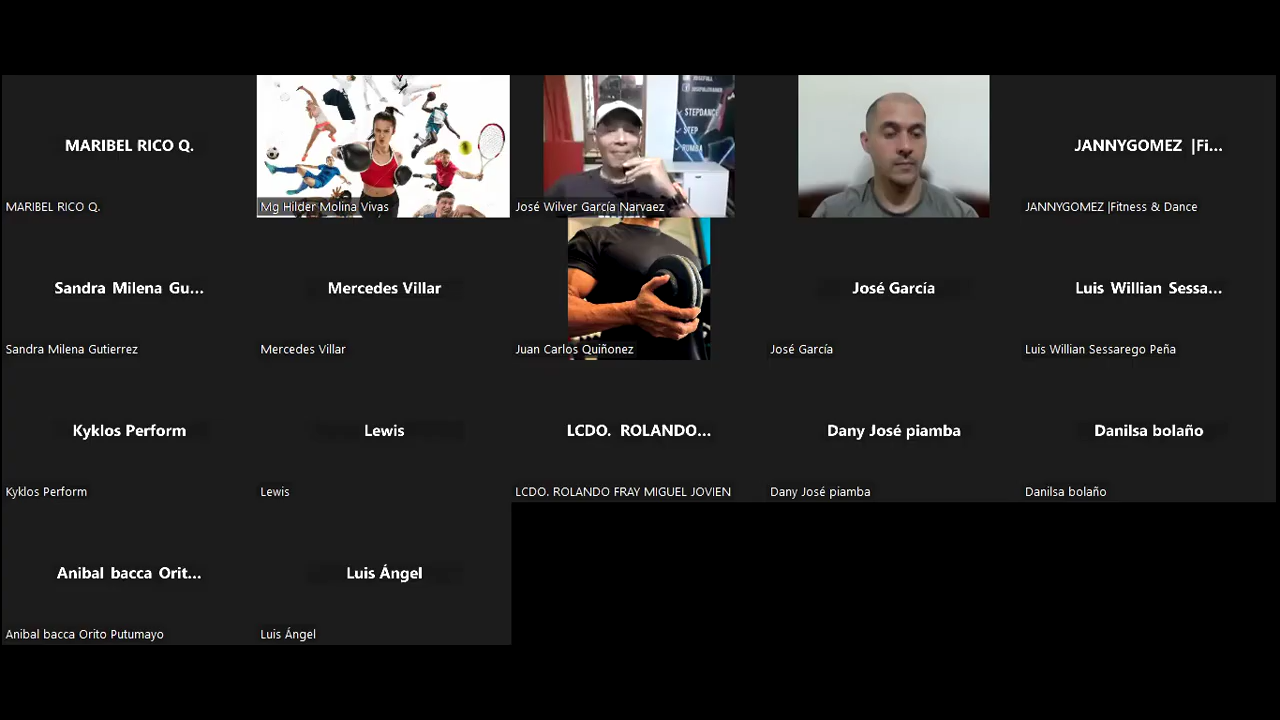 MARIBEL RICO Q.
MARIBEL RICO Q.
Mg Hilder Molina Vivas
STEPDANCE
STEP
RUMBA
José Wilver García Narvaez
JANNYGOMEZ |Fi...
JANNYGOMEZ |Fitness & Dance
Sandra Milena Gu...
Sandra Milena Gutierrez
Mercedes Villar
Mercedes Villar
Juan Carlos Quiñonez
José García
José García
Luis Willian Sessa...
Luis Willian Sessarego Peña
Kyklos Perform
Kyklos Perform
Lewis
Lewis
LCDO. ROLANDO...
LCDO. ROLANDO FRAY MIGUEL JOVIEN
Dany José piamba
Dany José piamba
Danilsa bolaño
Danilsa bolaño
Anibal bacca Orit...
Anibal bacca Orito Putumayo
Luis Ángel
Luis Ángel